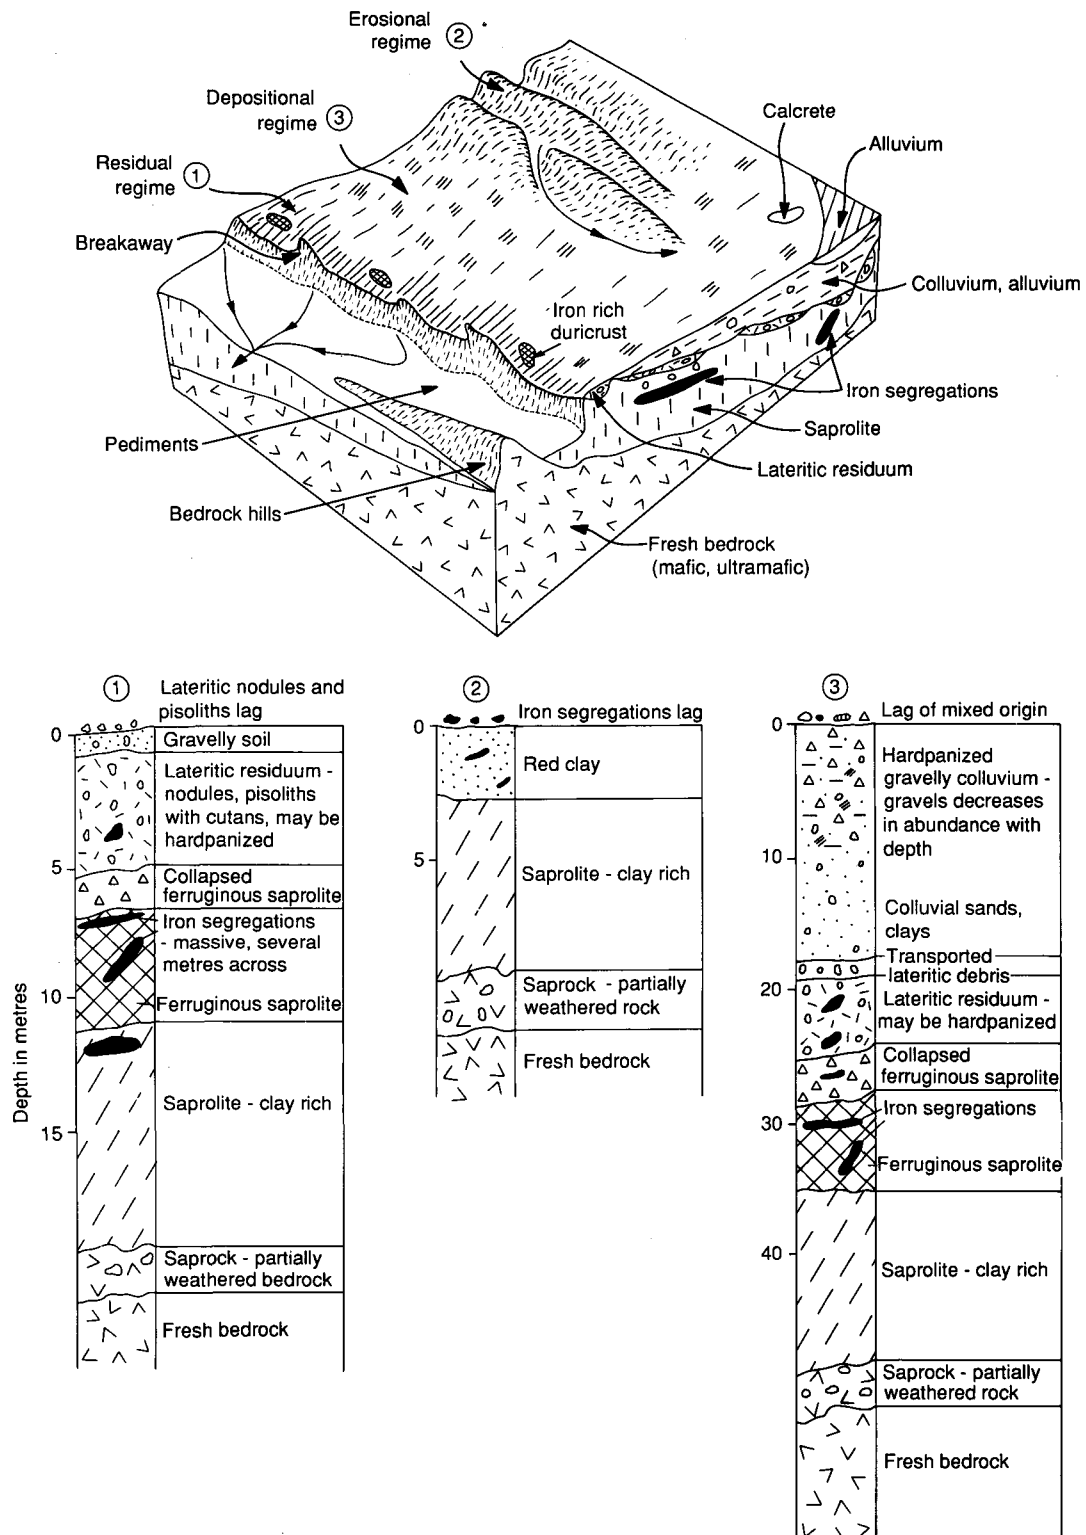 Erosional
regime ②
Depositional
regime ③
Residual
regime ①
Breakaway
Calcrete
Alluvium
Colluvium, alluvium
Iron rich
duricrust
Iron segregations
Saprolite
Lateritic residuum
Pediments
Bedrock hills
Fresh bedrock
(mafic, ultramafic)
①
Lateritic nodules and
pisoliths lag
Depth in metres
0
5
10
15
Gravelly soil
Lateritic residuum -
nodules, pisoliths
with cutans, may be
hardpanized
Collapsed
ferruginous saprolite
Iron segregations
- massive, several
metres across
Ferruginous saprolite
Saprolite - clay rich
Saprock - partially
weathered bedrock
Fresh bedrock
②
Iron segregations lag
0
5
Red clay
Saprolite - clay rich
Saprock - partially
weathered rock
Fresh bedrock
③
Lag of mixed origin
0
10
20
30
40
Hardpanized
gravelly colluvium -
gravels decreases
in abundance with
depth
Colluvial sands,
clays
Transported
lateritic debris
Lateritic residuum -
may be hardpanized
Collapsed
ferruginous saprolite
Iron segregations
Ferruginous saprolite
Saprolite - clay rich
Saprock - partially
weathered rock
Fresh bedrock